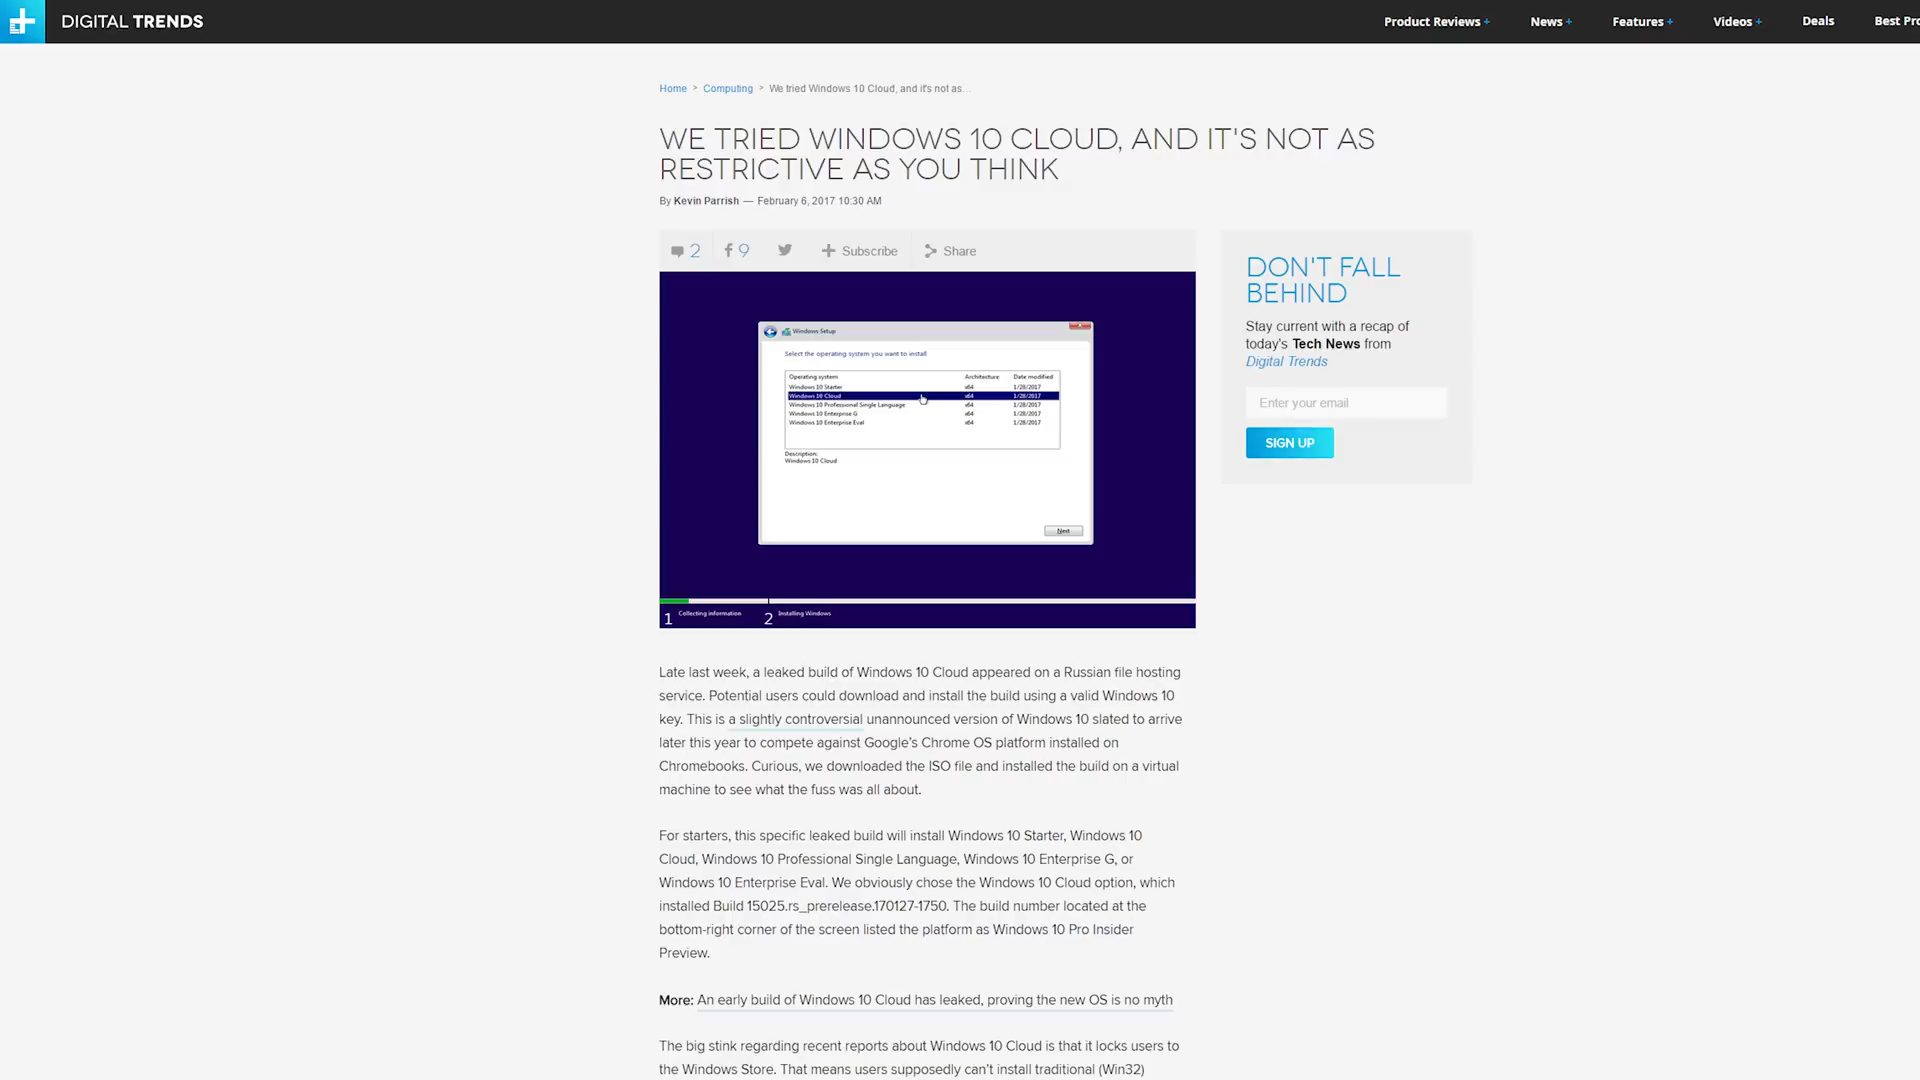 DIGITAL TRENDS
Product Reviews +
News +
Features +
Videos +
Deals
Best Pro
Home > Computing > We tried Windows 10 Cloud, and it's not as...
WE TRIED WINDOWS 10 CLOUD, AND IT'S NOT AS
RESTRICTIVE AS YOU THINK
By Kevin Parrish — February 6, 2017 10:30 AM
2
9
Subscribe
Share
Windows Setup
Select the operating system you want to install
Operating system Architecture Date modified
Windows 10 Starter x64 1/28/2017
Windows 10 Cloud x64 1/28/2017
Windows 10 Professional Single Language x64 1/28/2017
Windows 10 Enterprise G x64 1/28/2017
Windows 10 Enterprise Eval x64 1/28/2017
Description:
Windows 10 Cloud
Next
1 Collecting information 2 Installing Windows
DON'T FALL
BEHIND
Stay current with a recap of
today's Tech News from
Digital Trends
Enter your email
SIGN UP
Late last week, a leaked build of Windows 10 Cloud appeared on a Russian file hosting
service. Potential users could download and install the build using a valid Windows 10
key. This is a slightly controversial unannounced version of Windows 10 slated to arrive
later this year to compete against Google’s Chrome OS platform installed on
Chromebooks. Curious, we downloaded the ISO file and installed the build on a virtual
machine to see what the fuss was all about.
For starters, this specific leaked build will install Windows 10 Starter, Windows 10
Cloud, Windows 10 Professional Single Language, Windows 10 Enterprise G, or
Windows 10 Enterprise Eval. We obviously chose the Windows 10 Cloud option, which
installed Build 15025.rs_prerelease.170127-1750. The build number located at the
bottom-right corner of the screen listed the platform as Windows 10 Pro Insider
Preview.
More: An early build of Windows 10 Cloud has leaked, proving the new OS is no myth
The big stink regarding recent reports about Windows 10 Cloud is that it locks users to
the Windows Store. That means users supposedly can’t install traditional (Win32)